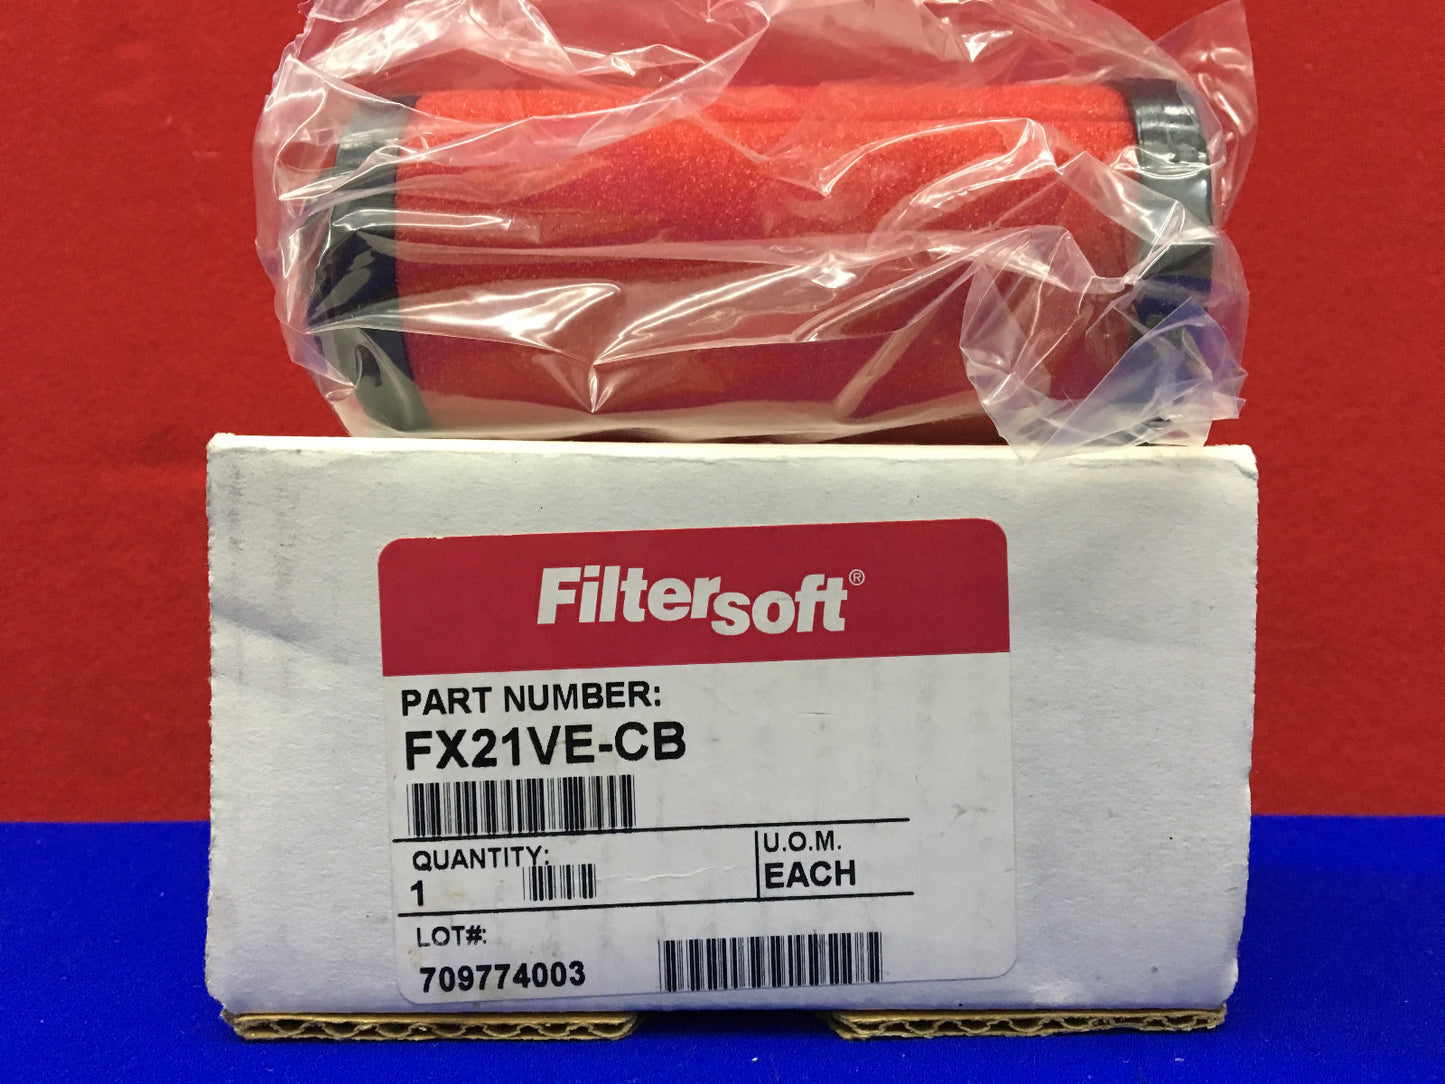 Filtersoft®
PART NUMBER:
FX21VE-CB
QUANTITY:
1
U.O.M.
EACH
LOT#:
709774003